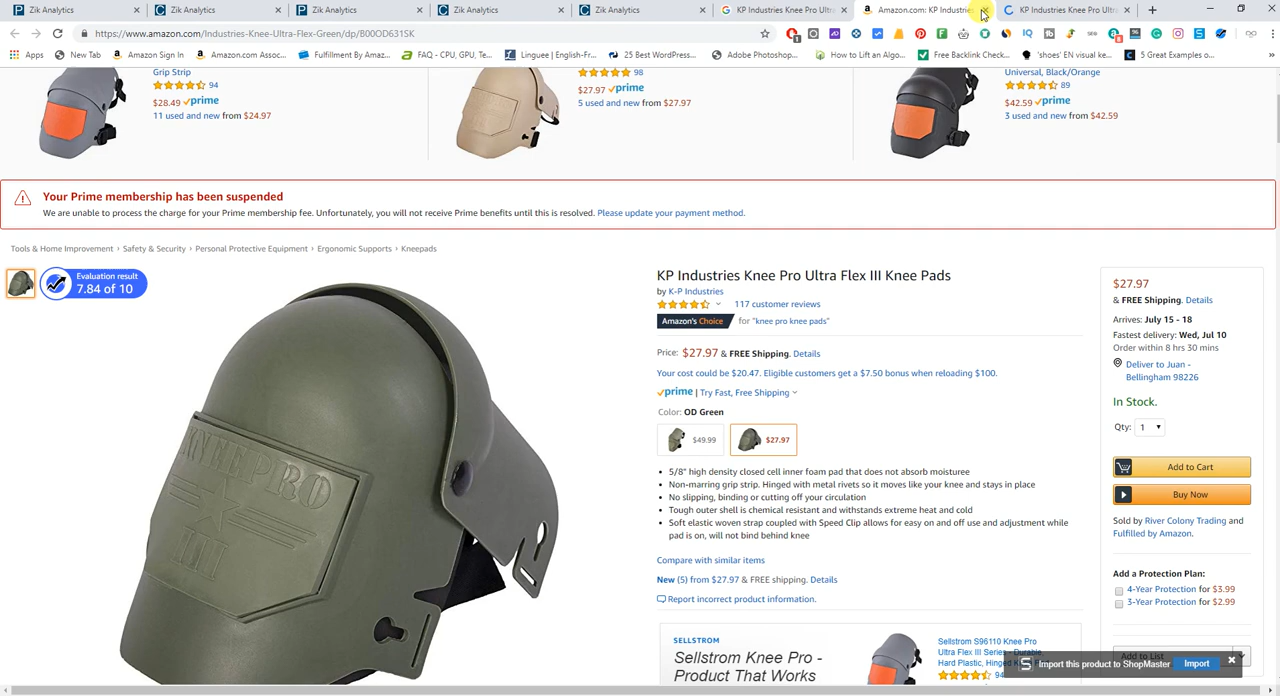 Zik Analytics
Zik Analytics
Zik Analytics
Zik Analytics
Zik Analytics
KP Industries Knee Pro Ultra
Amazon.com: KP Industries
KP Industries Knee Pro Ultra
https://www.amazon.com/Industries-Knee-Ultra-Flex-Green/dp/B00OD631SK
Apps
New Tab
Amazon Sign In
Amazon.com Assoc...
Fulfillment By Amaz...
FAQ - CPU, GPU, Te...
Linguee | English-Fr...
25 Best WordPress...
Adobe Photoshop...
How to Lift an Algo...
Free Backlink Check...
'shoes' EN visual ke...
5 Great Examples o...
Grip Strip
94
$28.49 prime
11 used and new from $24.97
98
$27.97 prime
5 used and new from $27.97
Universal, Black/Orange
89
$42.59 prime
3 used and new from $42.59
Your Prime membership has been suspended
We are unable to process the charge for your Prime membership fee. Unfortunately, you will not receive Prime benefits until this is resolved. Please update your payment method.
Tools & Home Improvement › Safety & Security › Personal Protective Equipment › Ergonomic Supports › Kneepads
Evaluation result
7.84 of 10
KNEEPRO
III
KP Industries Knee Pro Ultra Flex III Knee Pads
by K-P Industries
117 customer reviews
Amazon's Choice for "knee pro knee pads"
Price: $27.97 & FREE Shipping. Details
Your cost could be $20.47. Eligible customers get a $7.50 bonus when reloading $100.
prime | Try Fast, Free Shipping
Color: OD Green
$49.99
$27.97
• 5/8" high density closed cell inner foam pad that does not absorb moisturee
• Non-marring grip strip. Hinged with metal rivets so it moves like your knee and stays in place
• No slipping, binding or cutting off your circulation
• Tough outer shell is chemical resistant and withstands extreme heat and cold
• Soft elastic woven strap coupled with Speed Clip allows for easy on and off use and adjustment while
pad is on, will not bind behind knee
Compare with similar items
New (5) from $27.97 & FREE shipping. Details
Report incorrect product information.
SELLSTROM
Sellstrom Knee Pro -
Product That Works
Sellstrom S96110 Knee Pro
Ultra Flex III Series - Durable,
Hard Plastic, Hinged
94
$27.97
& FREE Shipping. Details
Arrives: July 15 - 18
Fastest delivery: Wed, Jul 10
Order within 8 hrs 30 mins
Deliver to Juan -
Bellingham 98226
In Stock.
Qty: 1
Add to Cart
Buy Now
Sold by River Colony Trading and
Fulfilled by Amazon.
Add a Protection Plan:
4-Year Protection for $3.99
3-Year Protection for $2.99
Add to List
Import this product to ShopMaster
Import